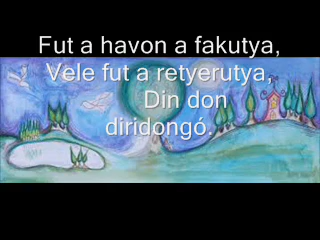 Fut a havon a fakutya,
Vele fut a retyerutya,
Din don
diridongó.